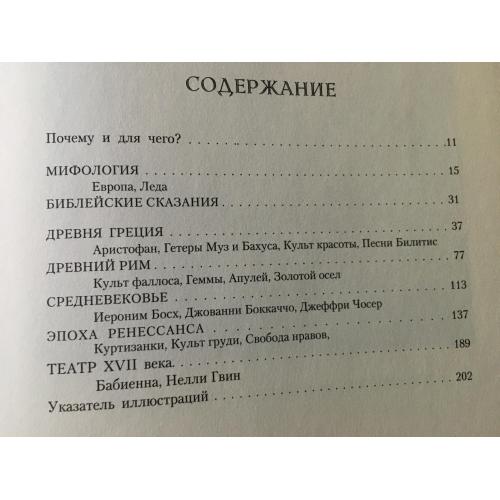 СОДЕРЖАНИЕ
Почему и для чего? . . . . . . . . . . . . . . . . . . . . . . . . .11
МИФОЛОГИЯ . . . . . . . . . . . . . . . . . . . . . . . . . . . . 15
Европа, Леда
БИБЛЕЙСКИЕ СКАЗАНИЯ . . . . . . . . . . . . . . . . . . . . 31
ДРЕВНЯЯ ГРЕЦИЯ . . . . . . . . . . . . . . . . . . . . . . . . 37
Аристофан, Гетеры Муз и Бахуса, Культ красоты, Песни Билитис
ДРЕВНИЙ РИМ . . . . . . . . . . . . . . . . . . . . . . . . . . 77
Культ фаллоса, Геммы, Апулей, Золотой осел
СРЕДНЕВЕКОВЬЕ . . . . . . . . . . . . . . . . . . . . . . . . 113
Иероним Босх, Джованни Боккаччо, Джеффри Чосер
ЭПОХА РЕНЕССАНСА . . . . . . . . . . . . . . . . . . . . . . 137
Куртизанки, Культ груди, Свобода нравов,
ТЕАТР XVII века. . . . . . . . . . . . . . . . . . . . . . . . . 189
Бабиенна, Нелли Гвин
Указатель иллюстраций . . . . . . . . . . . . . . . . . . . . . 202